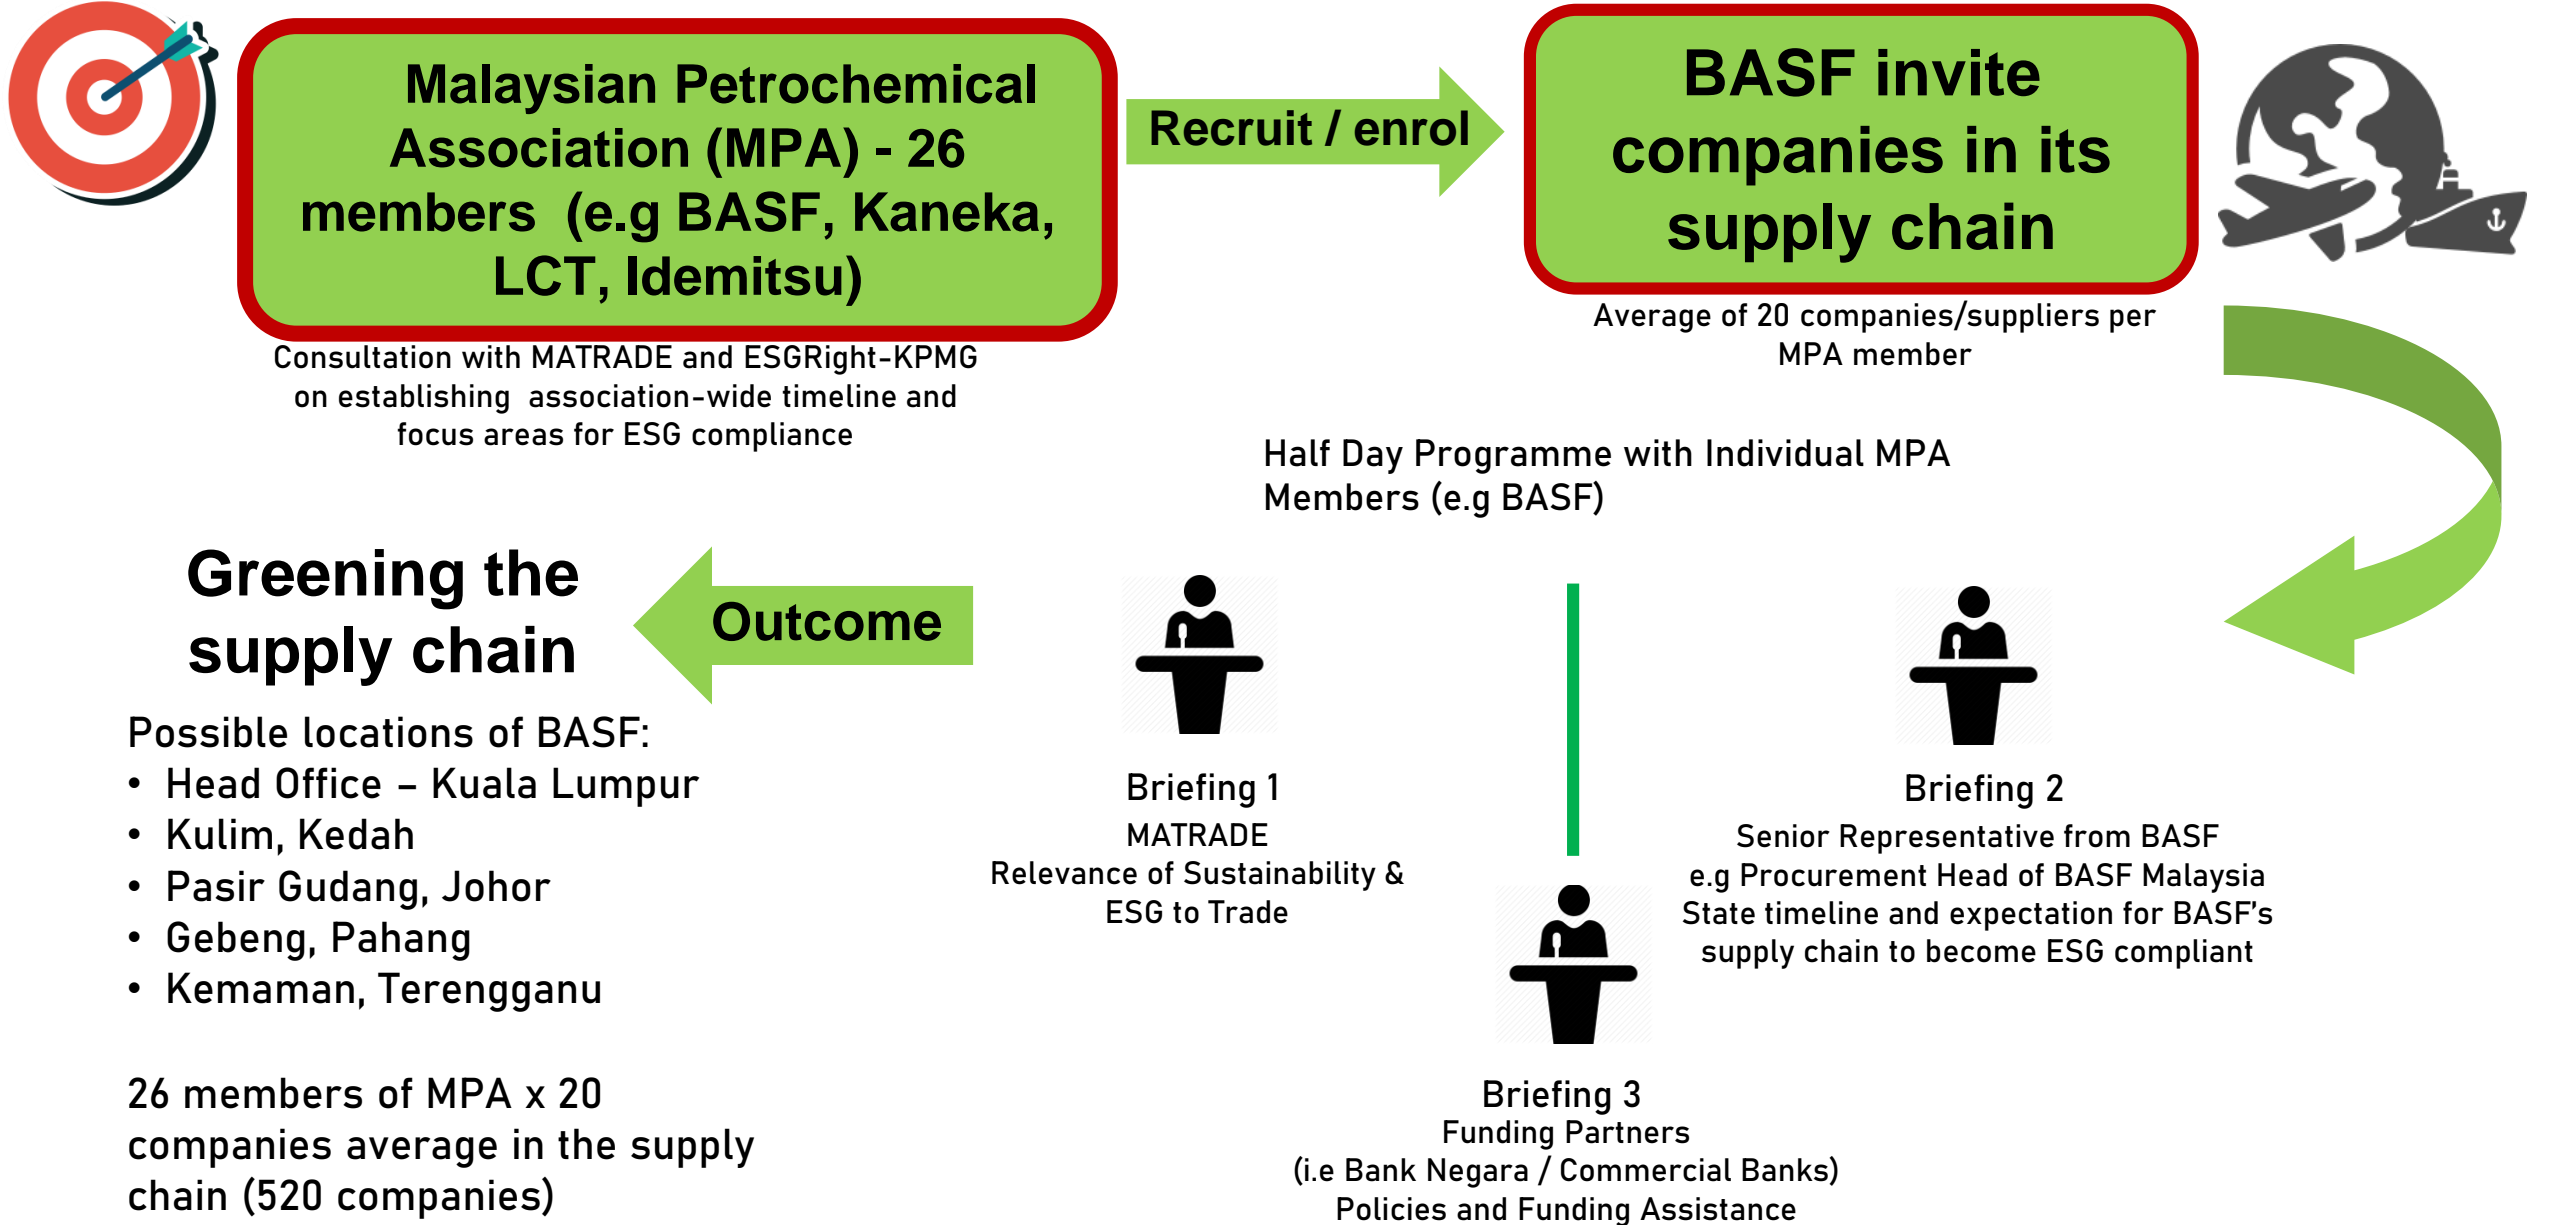 Malaysian Petrochemical
Association (MPA) - 26
members (e.g BASF, Kaneka,
LCT, Idemitsu)
Consultation with MATRADE and ESGRight-KPMG
on establishing association-wide timeline and
focus areas for ESG compliance
Recruit / enrol
BASF invite
companies in its
supply chain
Average of 20 companies/suppliers per
MPA member
Half Day Programme with Individual MPA
Members (e.g BASF)
Briefing 1
MATRADE
Relevance of Sustainability &
ESG to Trade
Briefing 2
Senior Representative from BASF
e.g Procurement Head of BASF Malaysia
State timeline and expectation for BASF's
supply chain to become ESG compliant
Briefing 3
Funding Partners
(i.e Bank Negara / Commercial Banks)
Policies and Funding Assistance
Outcome
Greening the
supply chain
Possible locations of BASF:
• Head Office – Kuala Lumpur
• Kulim, Kedah
• Pasir Gudang, Johor
• Gebeng, Pahang
• Kemaman, Terengganu
26 members of MPA x 20
companies average in the supply
chain (520 companies)